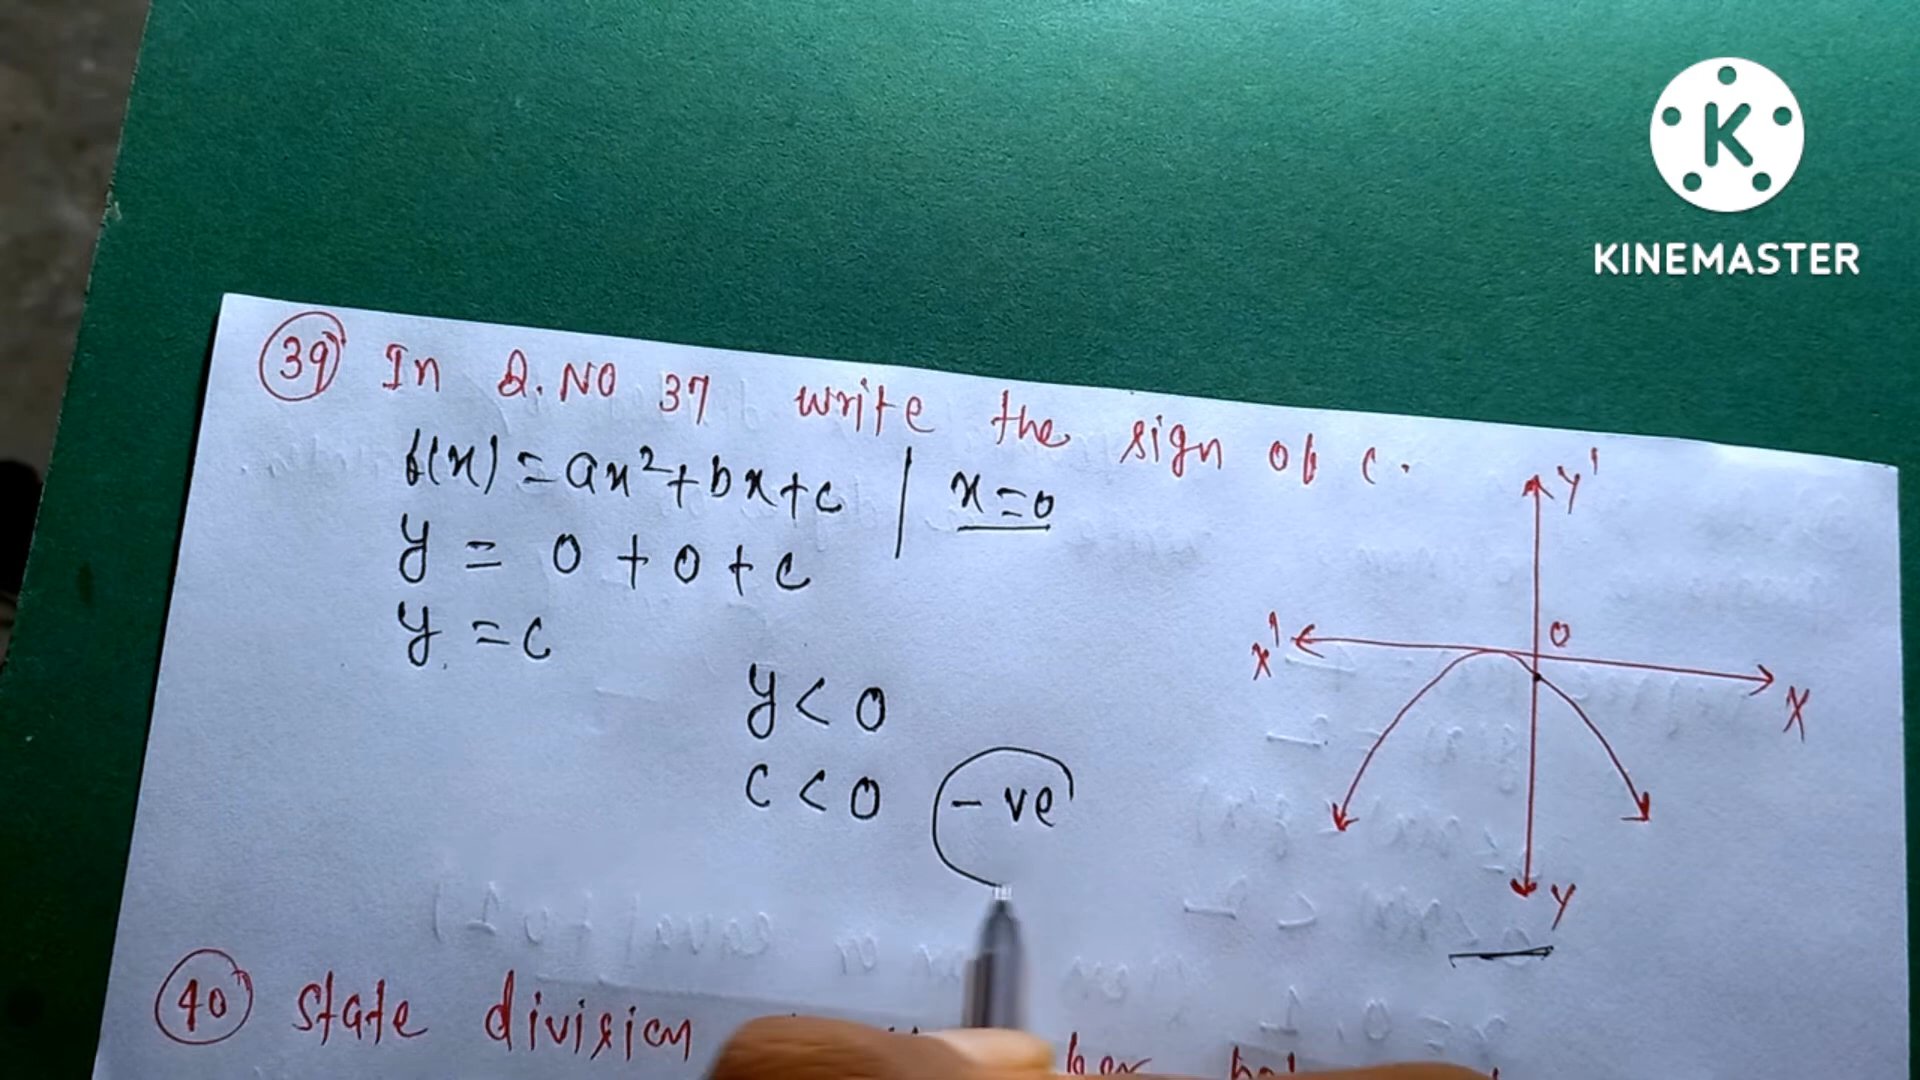 K
KINEMASTER
39 In Q.NO 37 write the sign of c.
f(x) = ax²+bx+c | x=0
y = 0 + 0 + c
y = c
y < 0
c < 0 -ve
Y'
X' O X
Y
40 state division